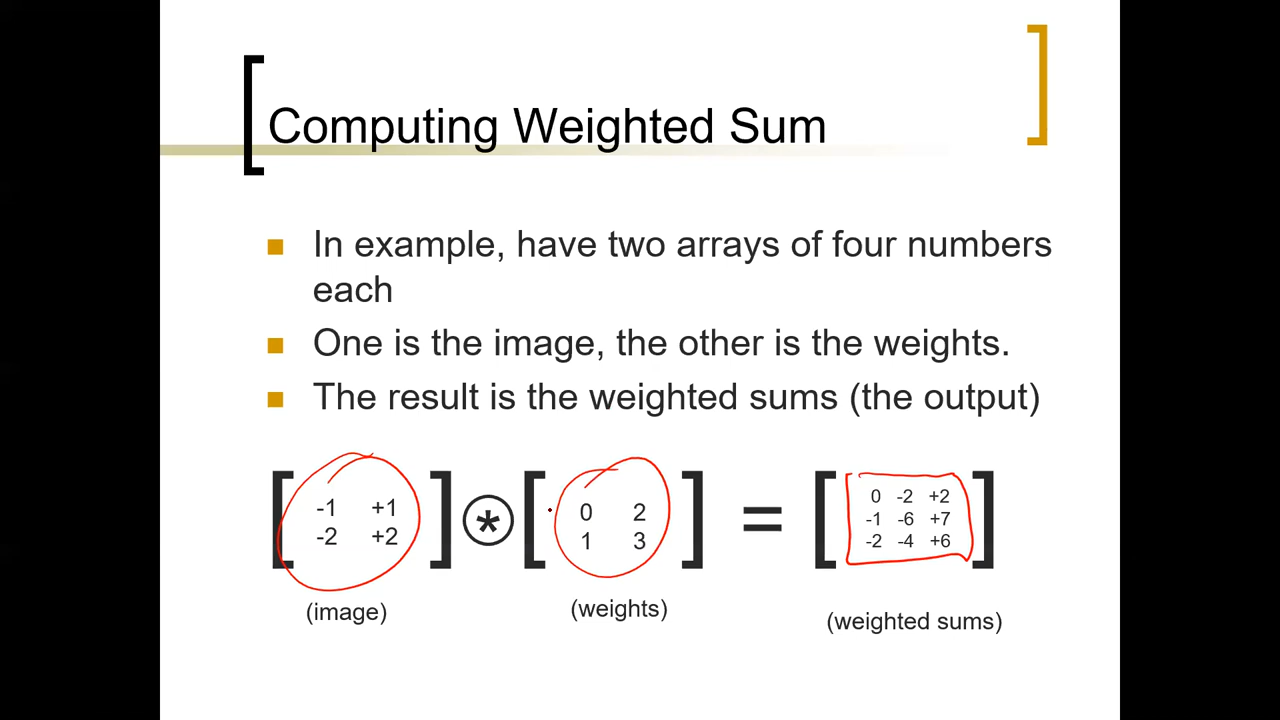 Computing Weighted Sum
In example, have two arrays of four numbers
each
One is the image, the other is the weights.
The result is the weighted sums (the output)
[ -1 +1 ] ⊛ [ 0 2 ] = [ 0 -2 +2 ]
-1 -6 +7
-2 +2 1 3 -2 -4 +6
(image) (weights) (weighted sums)